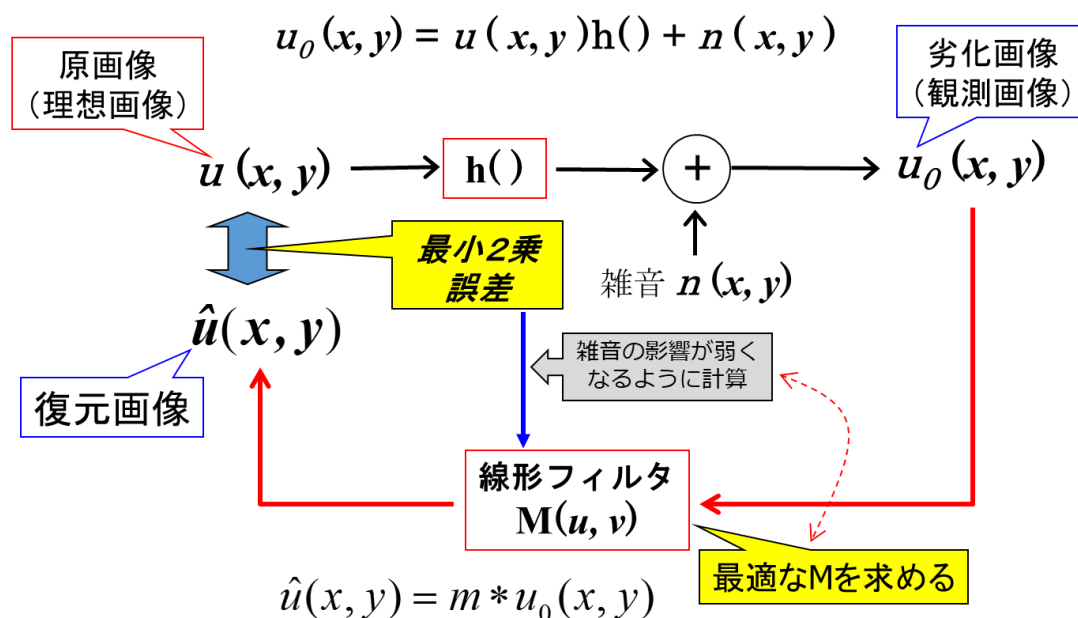 u₀(x, y) = u(x, y)h() + n(x, y)
原画像
(理想画像)
劣化画像
(観測画像)
u(x, y)
h()
+
u₀(x, y)
最小2乗
誤差
雑音 n(x, y)
û(x, y)
雑音の影響が弱く
なるように計算
復元画像
線形フィルタ
M(u, v)
最適なMを求める
û(x, y) = m * u₀(x, y)